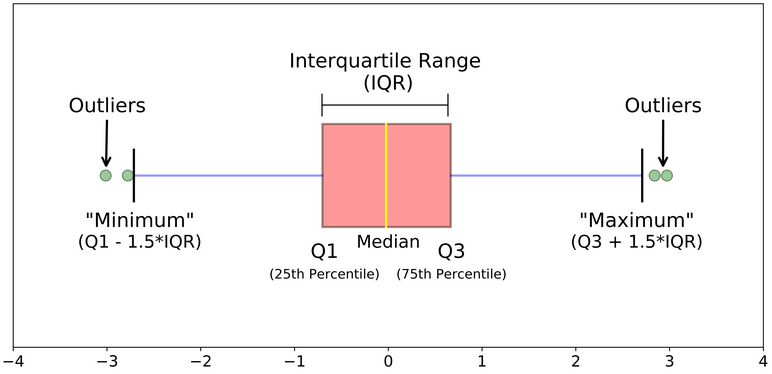 Interquartile Range
(IQR)
Outliers
Outliers
"Minimum"
(Q1 - 1.5*IQR)
"Maximum"
(Q3 + 1.5*IQR)
Median
Q1
Q3
(25th Percentile)
(75th Percentile)
−4
−3
−2
−1
0
1
2
3
4